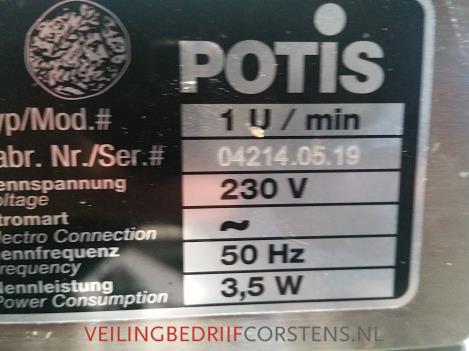 POTIS
yp/Mod.# 1 U / min
abr. Nr./Ser.# 04214.05.19
ennspannung
oltage 230 V
tromart
lectro Connection ~
ennfrequenz
requency 50 Hz
ennleistung
Power Consumption 3,5 W
VEILINGBEDRIJFCORSTENS.NL